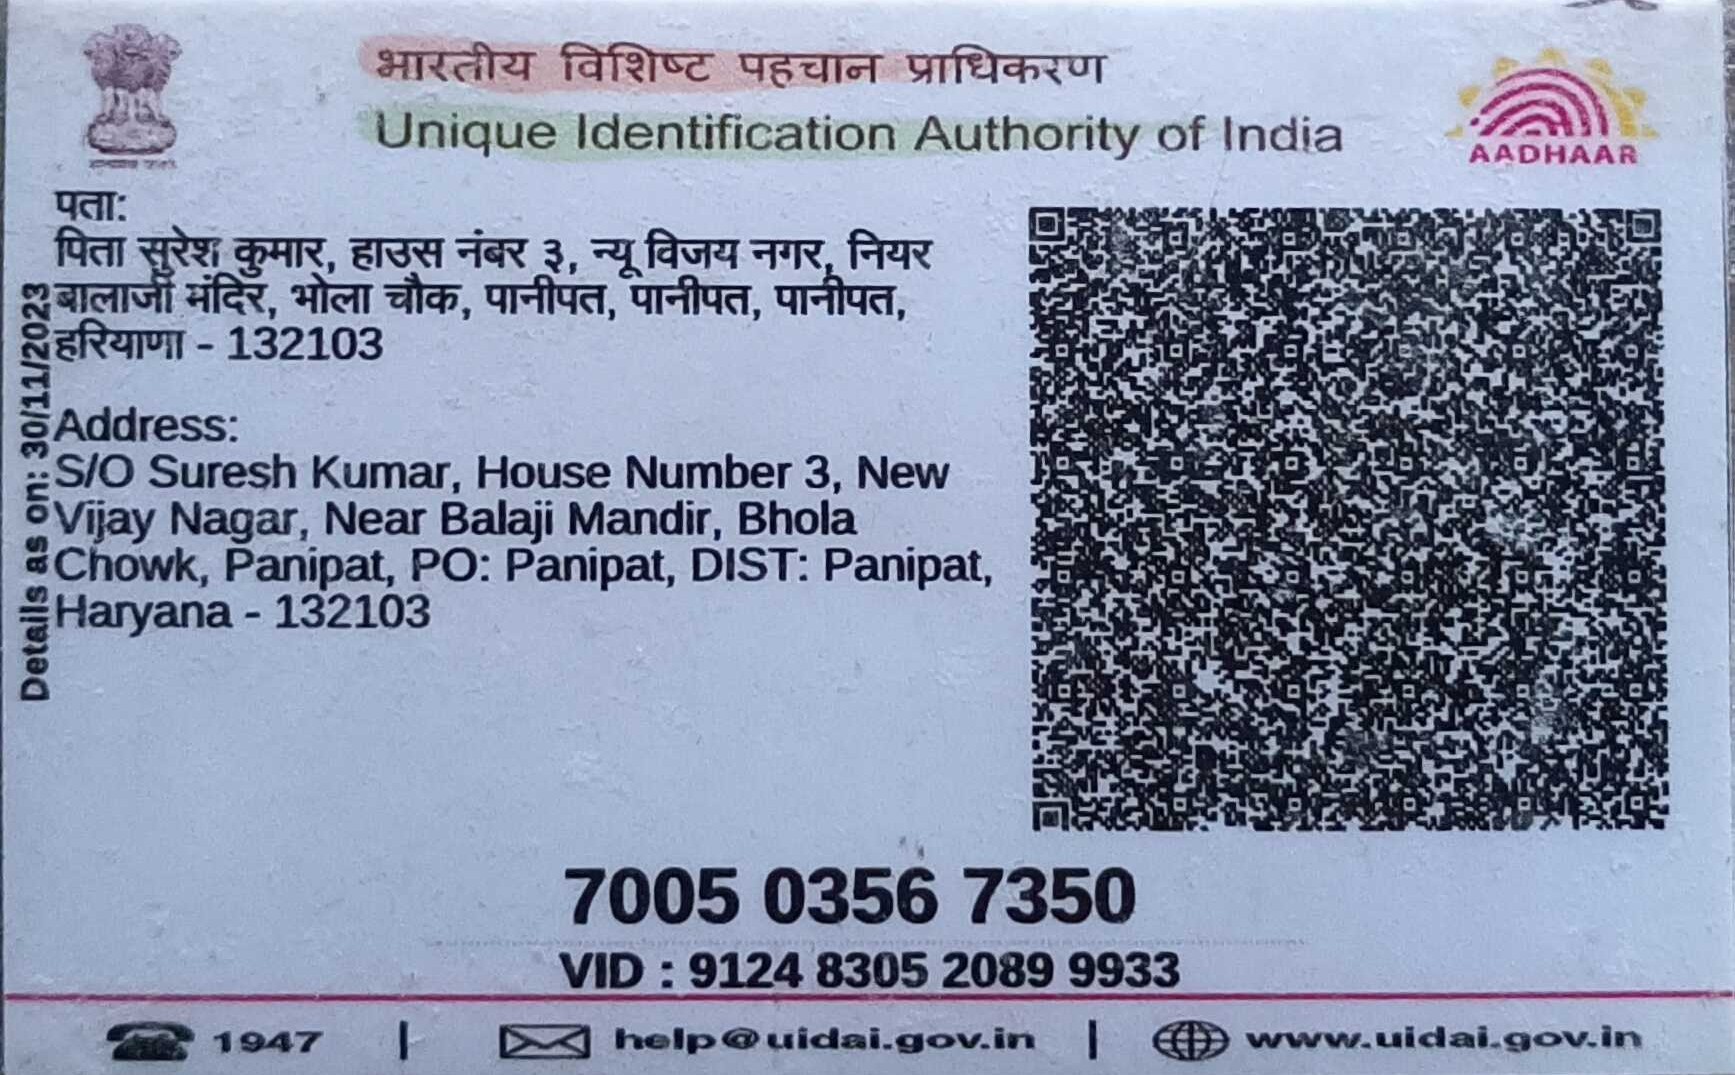 भारतीय विशिष्ट पहचान प्राधिकरण
Unique Identification Authority of India
AADHAAR
पता:
पिता सुरेश कुमार, हाउस नंबर ३, न्यू विजय नगर, नियर
बालाजी मंदिर, भोला चौक, पानीपत, पानीपत, पानीपत,
हरियाणा - 132103
Address:
S/O Suresh Kumar, House Number 3, New
Vijay Nagar, Near Balaji Mandir, Bhola
Chowk, Panipat, PO: Panipat, DIST: Panipat,
Haryana - 132103
Details as on: 30/11/2023
7005 0356 7350
VID : 9124 8305 2089 9933
1947 | help@uidai.gov.in | www.uidai.gov.in